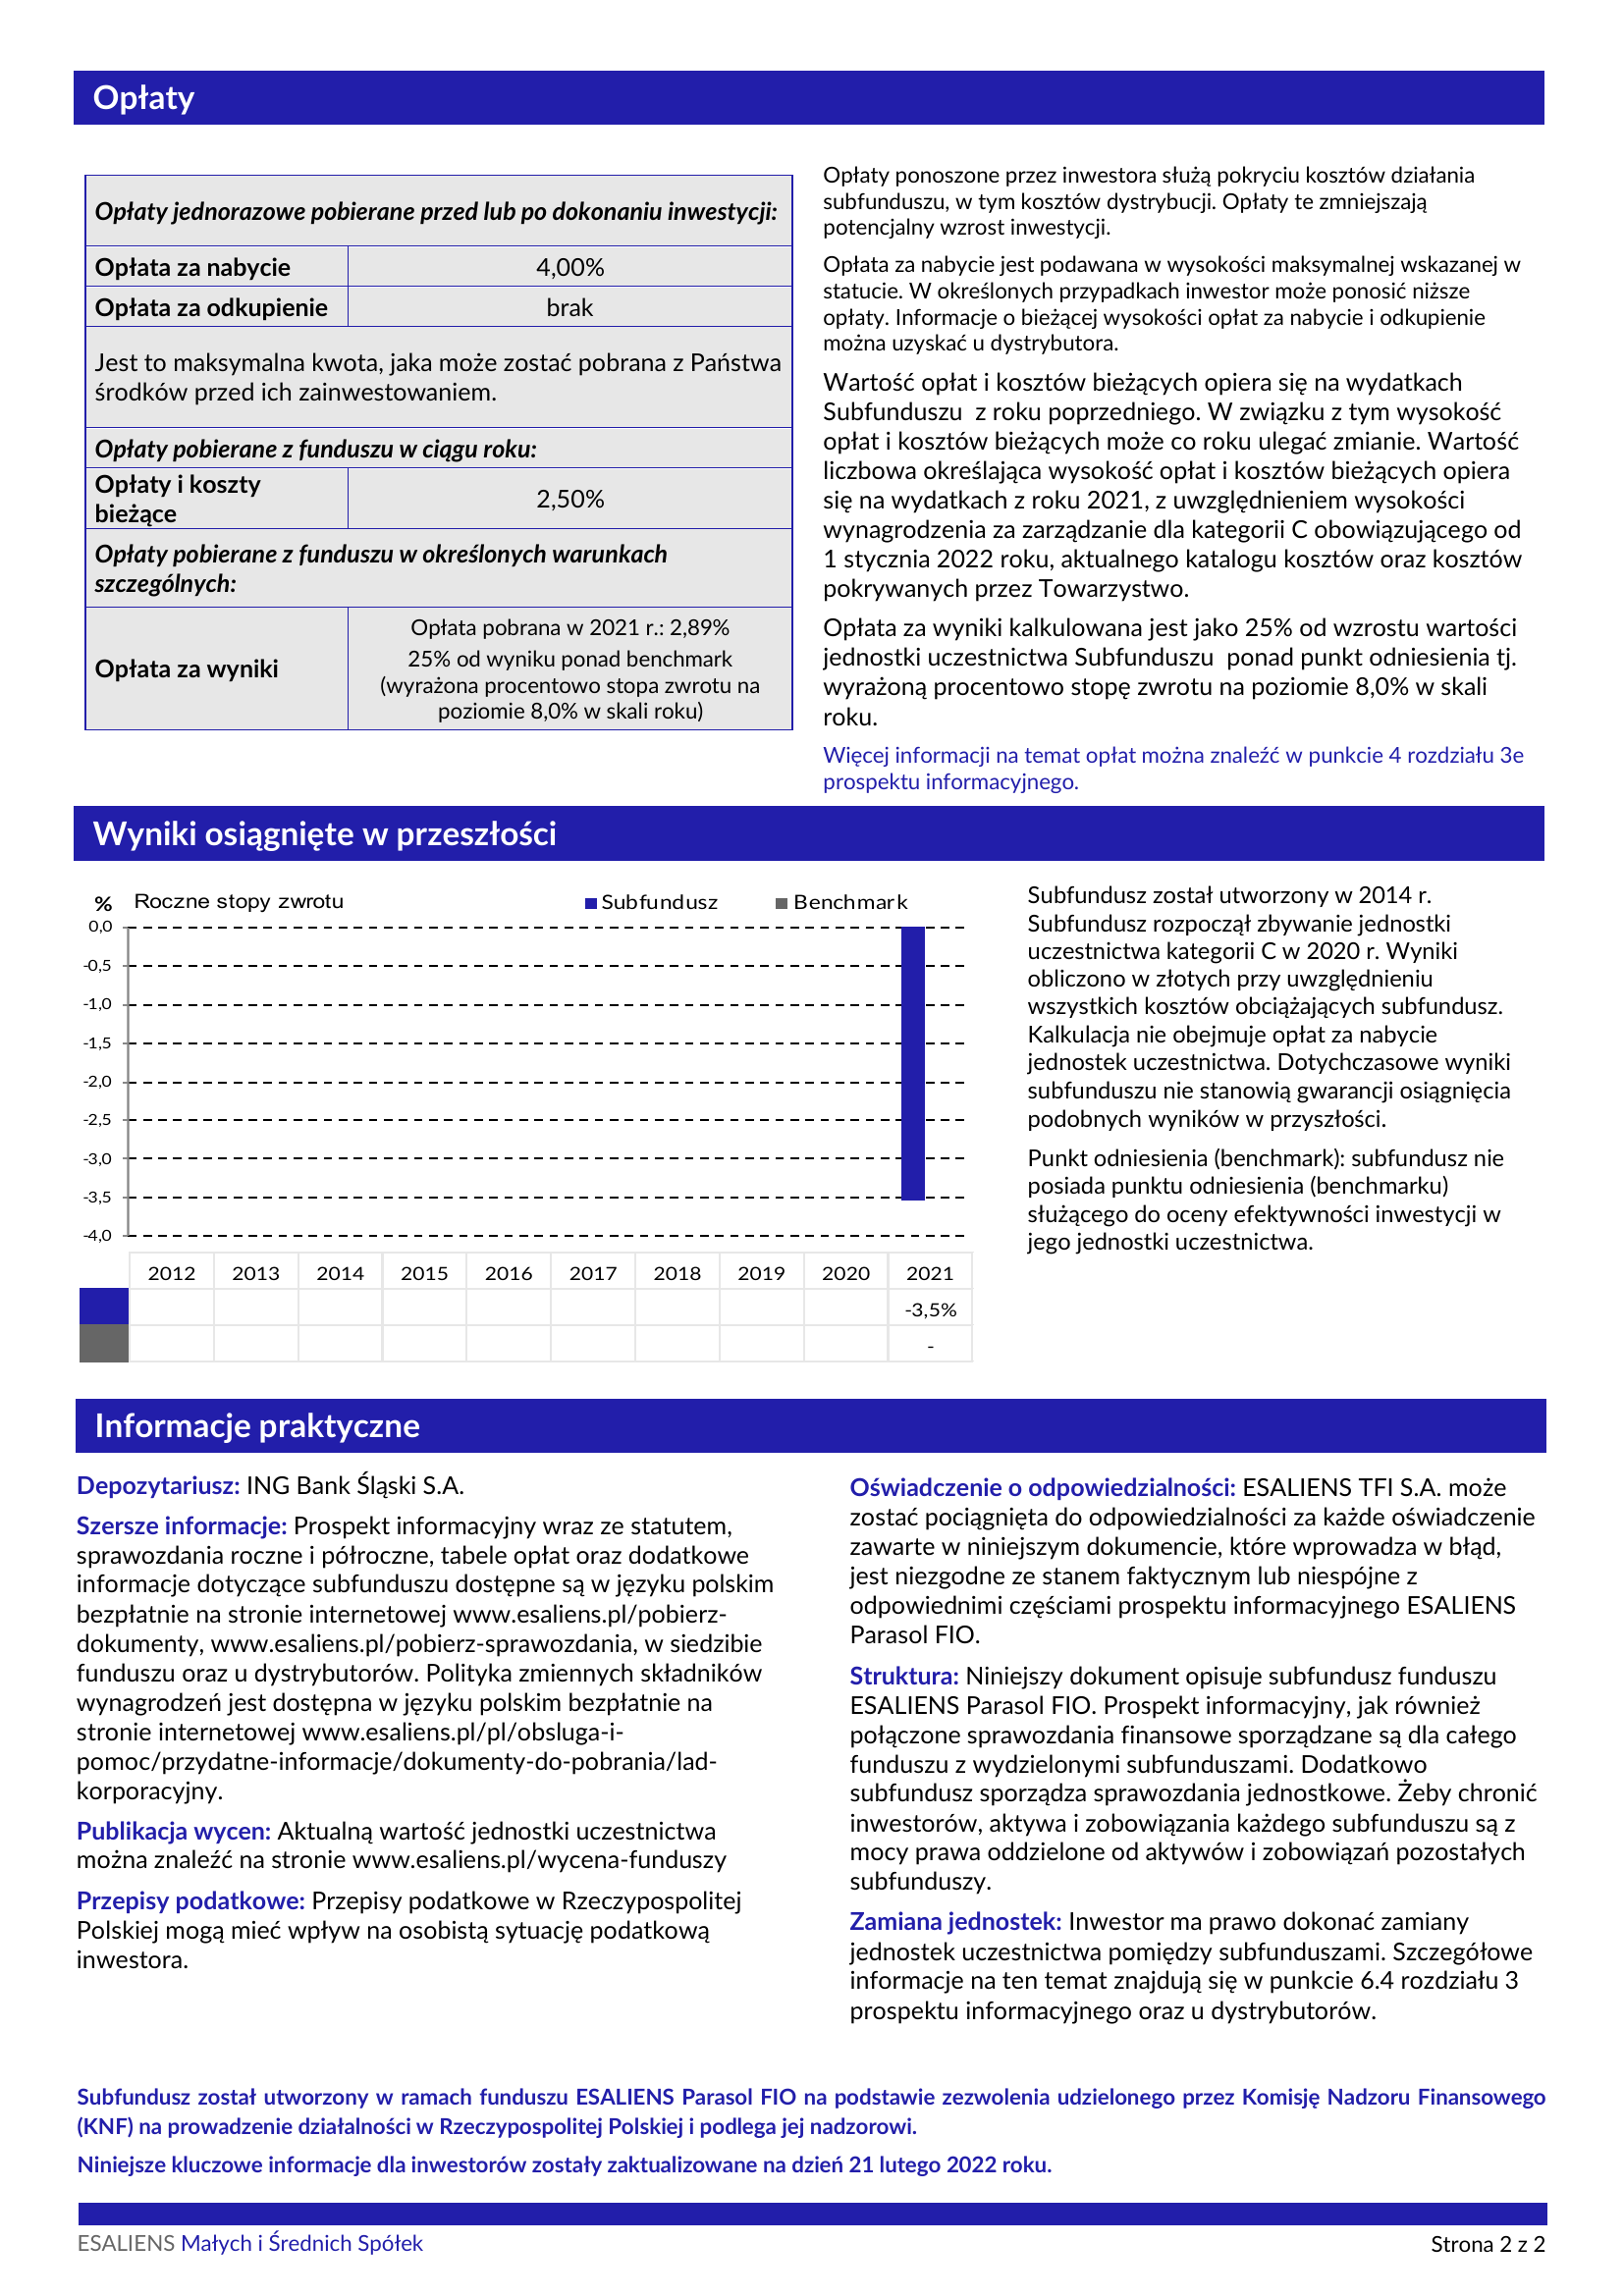 Opłaty
Opłaty jednorazowe pobierane przed lub po dokonaniu inwestycji:
Opłata za nabycie 4,00%
Opłata za odkupienie brak
Jest to maksymalna kwota, jaka może zostać pobrana z Państwa
środków przed ich zainwestowaniem.
Opłaty pobierane z funduszu w ciągu roku:
Opłaty i koszty
bieżące 2,50%
Opłaty pobierane z funduszu w określonych warunkach
szczególnych:
Opłata za wyniki
Opłata pobrana w 2021 r.: 2,89%
25% od wyniku ponad benchmark
(wyrażona procentowo stopa zwrotu na
poziomie 8,0% w skali roku)
Opłaty ponoszone przez inwestora służą pokryciu kosztów działania
subfunduszu, w tym kosztów dystrybucji. Opłaty te zmniejszają
potencjalny wzrost inwestycji.
Opłata za nabycie jest podawana w wysokości maksymalnej wskazanej w
statucie. W określonych przypadkach inwestor może ponosić niższe
opłaty. Informacje o bieżącej wysokości opłat za nabycie i odkupienie
można uzyskać u dystrybutora.
Wartość opłat i kosztów bieżących opiera się na wydatkach
Subfunduszu  z roku poprzedniego. W związku z tym wysokość
opłat i kosztów bieżących może co roku ulegać zmianie. Wartość
liczbowa określająca wysokość opłat i kosztów bieżących opiera
się na wydatkach z roku 2021, z uwzględnieniem wysokości
wynagrodzenia za zarządzanie dla kategorii C obowiązującego od
1 stycznia 2022 roku, aktualnego katalogu kosztów oraz kosztów
pokrywanych przez Towarzystwo.
Opłata za wyniki kalkulowana jest jako 25% od wzrostu wartości
jednostki uczestnictwa Subfunduszu  ponad punkt odniesienia tj.
wyrażoną procentowo stopę zwrotu na poziomie 8,0% w skali
roku.
Więcej informacji na temat opłat można znaleźć w punkcie 4 rozdziału 3e
prospektu informacyjnego.
Wyniki osiągnięte w przeszłości
% Roczne stopy zwrotu Subfundusz Benchmark
0,0
-0,5
-1,0
-1,5
-2,0
-2,5
-3,0
-3,5
-4,0
2012 2013 2014 2015 2016 2017 2018 2019 2020 2021
-3,5%
-
Subfundusz został utworzony w 2014 r.
Subfundusz rozpoczął zbywanie jednostki
uczestnictwa kategorii C w 2020 r. Wyniki
obliczono w złotych przy uwzględnieniu
wszystkich kosztów obciążających subfundusz.
Kalkulacja nie obejmuje opłat za nabycie
jednostek uczestnictwa. Dotychczasowe wyniki
subfunduszu nie stanowią gwarancji osiągnięcia
podobnych wyników w przyszłości.
Punkt odniesienia (benchmark): subfundusz nie
posiada punktu odniesienia (benchmarku)
służącego do oceny efektywności inwestycji w
jego jednostki uczestnictwa.
Informacje praktyczne
Depozytariusz: ING Bank Śląski S.A.
Szersze informacje: Prospekt informacyjny wraz ze statutem,
sprawozdania roczne i półroczne, tabele opłat oraz dodatkowe
informacje dotyczące subfunduszu dostępne są w języku polskim
bezpłatnie na stronie internetowej www.esaliens.pl/pobierz-
dokumenty, www.esaliens.pl/pobierz-sprawozdania, w siedzibie
funduszu oraz u dystrybutorów. Polityka zmiennych składników
wynagrodzeń jest dostępna w języku polskim bezpłatnie na
stronie internetowej www.esaliens.pl/pl/obsluga-i-
pomoc/przydatne-informacje/dokumenty-do-pobrania/lad-
korporacyjny.
Publikacja wycen: Aktualną wartość jednostki uczestnictwa
można znaleźć na stronie www.esaliens.pl/wycena-funduszy
Przepisy podatkowe: Przepisy podatkowe w Rzeczypospolitej
Polskiej mogą mieć wpływ na osobistą sytuację podatkową
inwestora.
Oświadczenie o odpowiedzialności: ESALIENS TFI S.A. może
zostać pociągnięta do odpowiedzialności za każde oświadczenie
zawarte w niniejszym dokumencie, które wprowadza w błąd,
jest niezgodne ze stanem faktycznym lub niespójne z
odpowiednimi częściami prospektu informacyjnego ESALIENS
Parasol FIO.
Struktura: Niniejszy dokument opisuje subfundusz funduszu
ESALIENS Parasol FIO. Prospekt informacyjny, jak również
połączone sprawozdania finansowe sporządzane są dla całego
funduszu z wydzielonymi subfunduszami. Dodatkowo
subfundusz sporządza sprawozdania jednostkowe. Żeby chronić
inwestorów, aktywa i zobowiązania każdego subfunduszu są z
mocy prawa oddzielone od aktywów i zobowiązań pozostałych
subfunduszy.
Zamiana jednostek: Inwestor ma prawo dokonać zamiany
jednostek uczestnictwa pomiędzy subfunduszami. Szczegółowe
informacje na ten temat znajdują się w punkcie 6.4 rozdziału 3
prospektu informacyjnego oraz u dystrybutorów.
Subfundusz został utworzony w ramach funduszu ESALIENS Parasol FIO na podstawie zezwolenia udzielonego przez Komisję Nadzoru Finansowego
(KNF) na prowadzenie działalności w Rzeczypospolitej Polskiej i podlega jej nadzorowi.
Niniejsze kluczowe informacje dla inwestorów zostały zaktualizowane na dzień 21 lutego 2022 roku.
ESALIENS Małych i Średnich Spółek
Strona 2 z 2